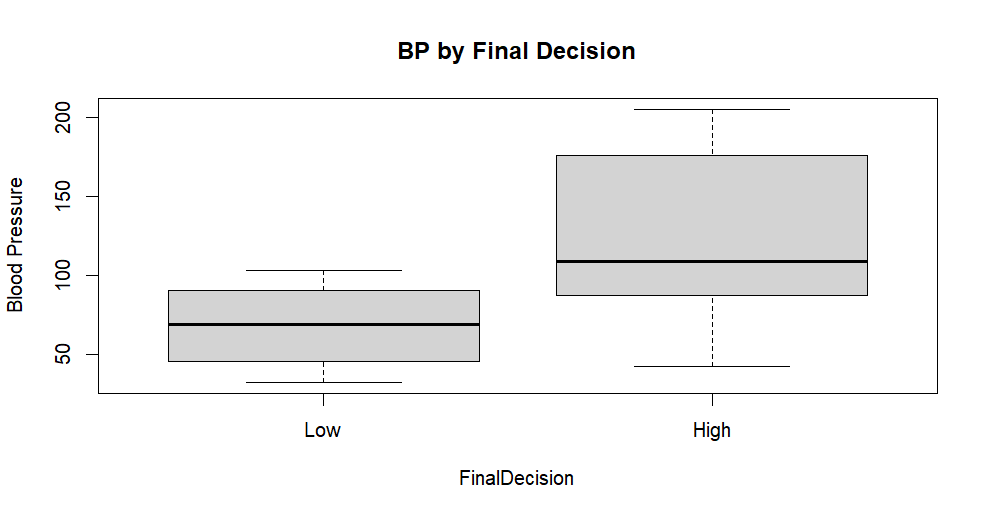 BP by Final Decision
Blood Pressure
200
150
100
50
Low High
FinalDecision